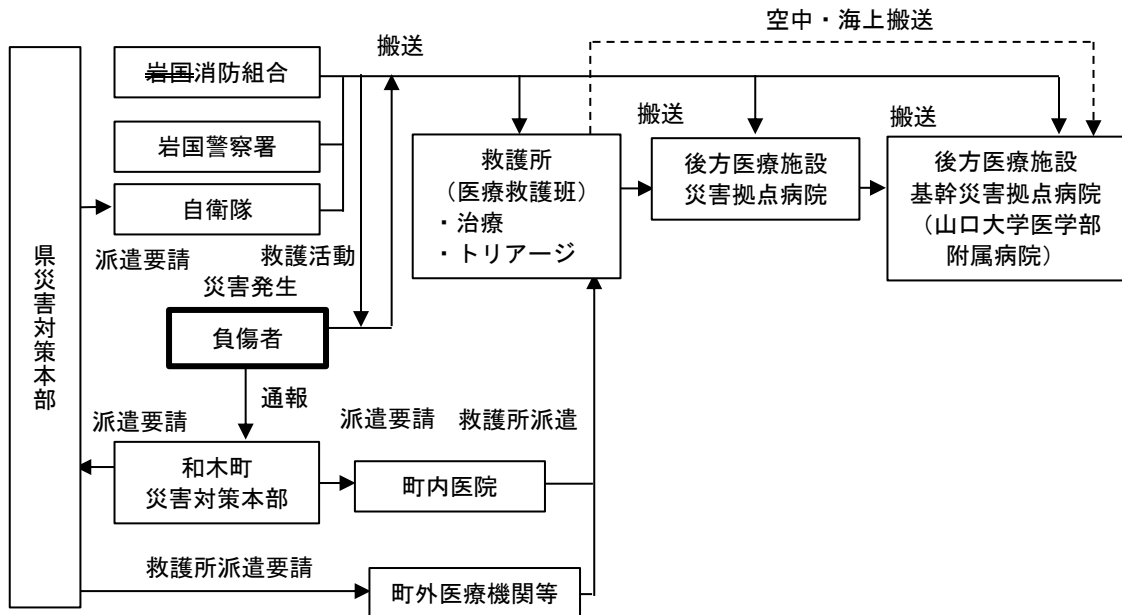 空中・海上搬送
搬送
岩国消防組合
岩国警察署
自衛隊
派遣要請
救護活動
災害発生
負傷者
通報
県災害対策本部
救護所
（医療救護班）
・治療
・トリアージ
搬送
後方医療施設
災害拠点病院
搬送
後方医療施設
基幹災害拠点病院
（山口大学医学部
附属病院）
派遣要請
和木町
災害対策本部
派遣要請
救護所派遣
町内医院
救護所派遣要請
町外医療機関等